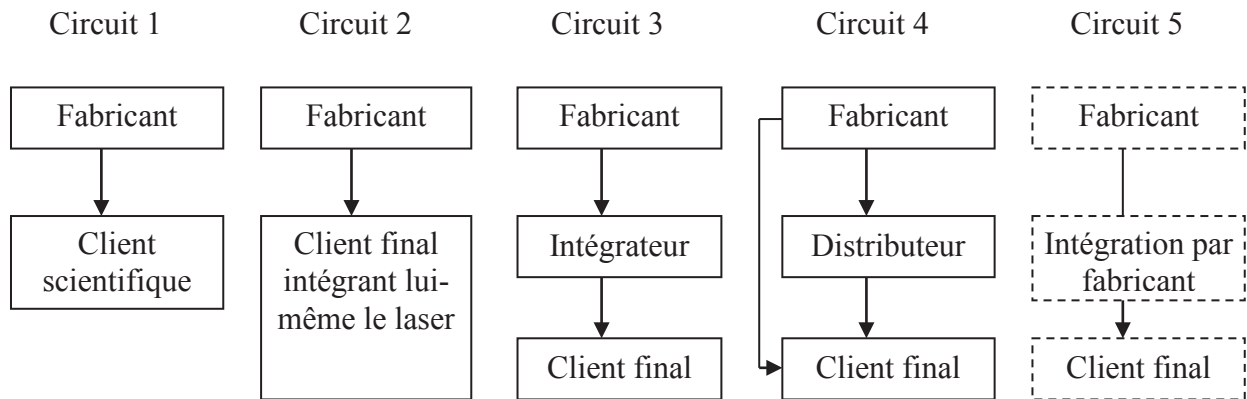 Circuit 1
Circuit 2
Circuit 3
Circuit 4
Circuit 5
Fabricant
Fabricant
Fabricant
Fabricant
Fabricant
Client
scientifique
Client final
intégrant lui-
même le laser
Intégrateur
Distributeur
Intégration par
fabricant
Client final
Client final
Client final